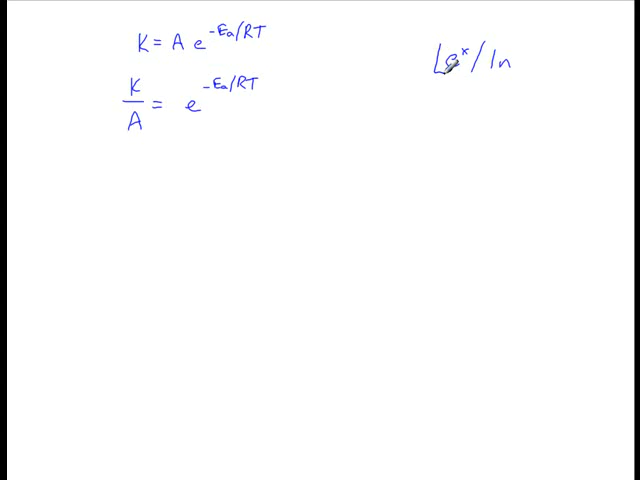 K = A e^-Ea/RT
K/A = e^-Ea/RT
e^x / ln